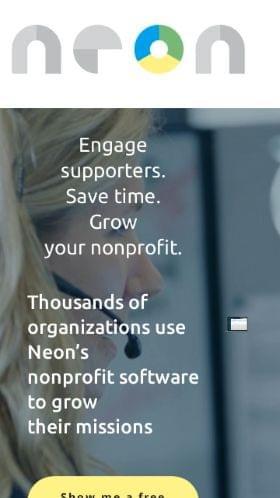 neon
Engage
supporters.
Save time.
Grow
your nonprofit.
Thousands of
organizations use
Neon's
nonprofit software
to grow
their missions
Show me a free